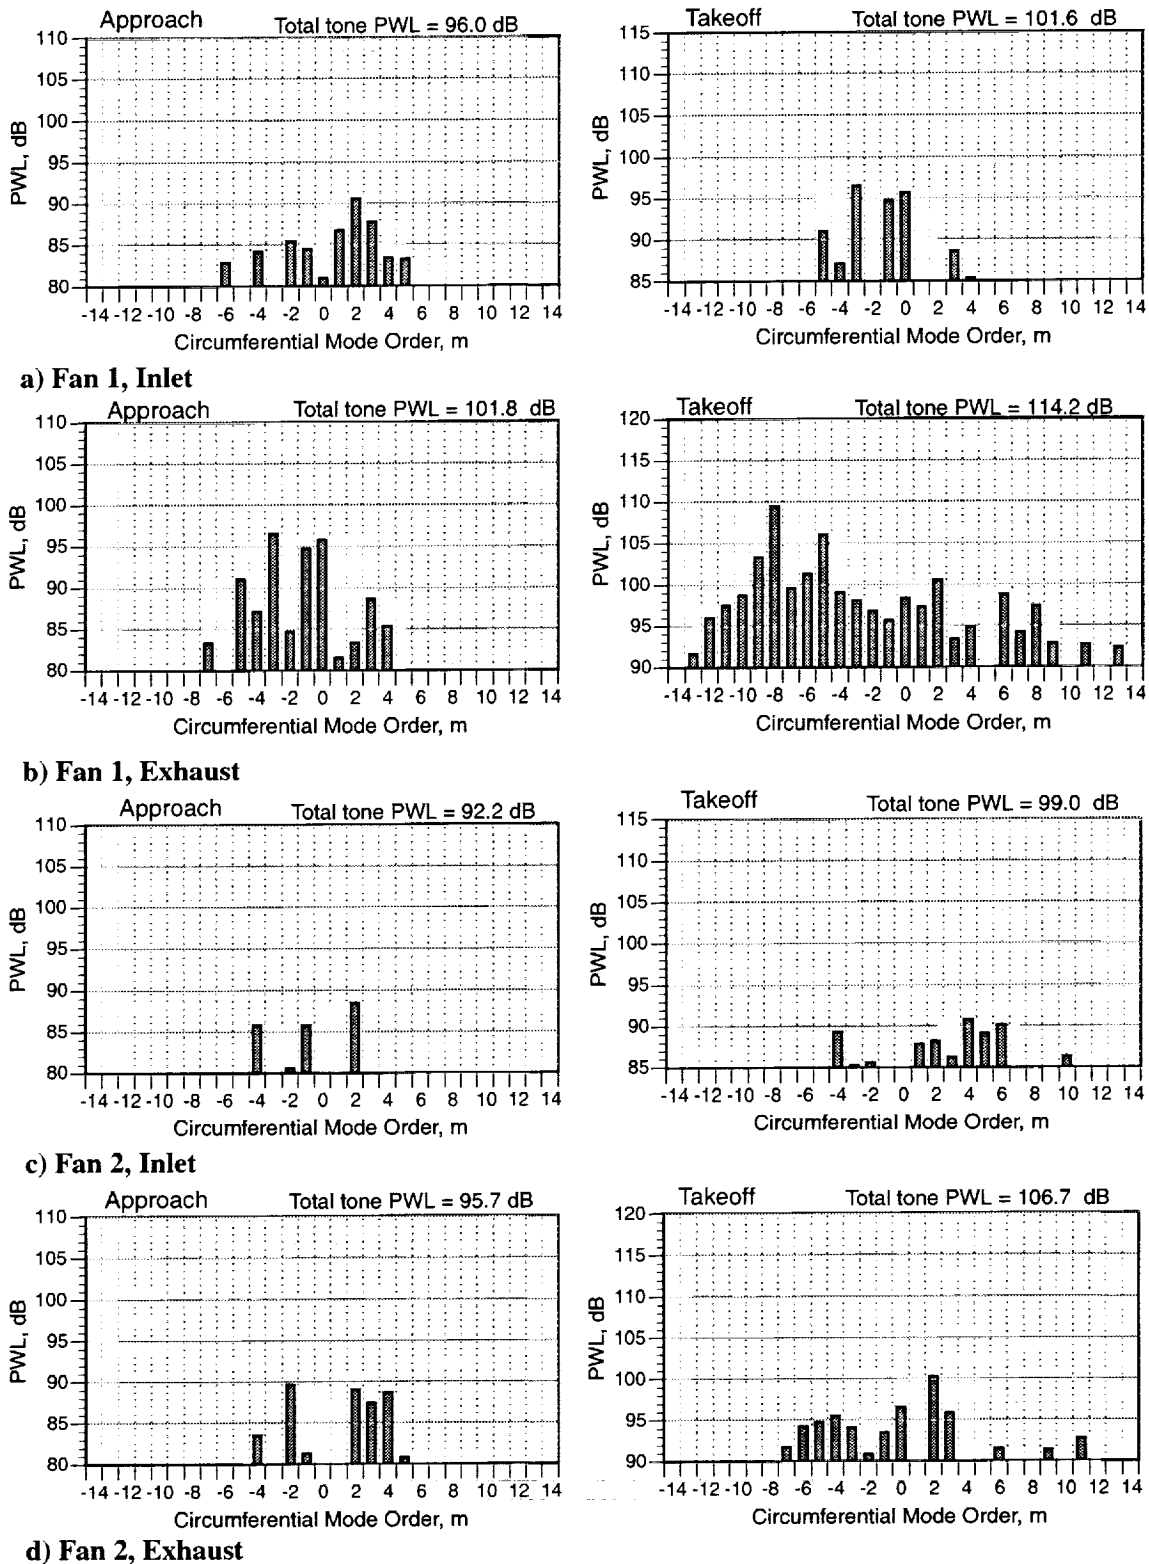 Approach Total tone PWL = 96.0 dB
110
105
100
95
90
85
80
PWL, dB
-14 -12 -10 -8 -6 -4 -2 0 2 4 6 8 10 12 14
Circumferential Mode Order, m
Takeoff Total tone PWL = 101.6 dB
115
110
105
100
95
90
85
PWL, dB
-14 -12 -10 -8 -6 -4 -2 0 2 4 6 8 10 12 14
Circumferential Mode Order, m
a) Fan 1, Inlet
Approach Total tone PWL = 101.8 dB
110
105
100
95
90
85
80
PWL, dB
-14 -12 -10 -8 -6 -4 -2 0 2 4 6 8 10 12 14
Circumferential Mode Order, m
Takeoff Total tone PWL = 114.2 dB
120
115
110
105
100
95
90
PWL, dB
-14 -12 -10 -8 -6 -4 -2 0 2 4 6 8 10 12 14
Circumferential Mode Order, m
b) Fan 1, Exhaust
Approach Total tone PWL = 92.2 dB
110
105
100
95
90
85
80
PWL, dB
-14 -12 -10 -8 -6 -4 -2 0 2 4 6 8 10 12 14
Circumferential Mode Order, m
Takeoff Total tone PWL = 99.0 dB
115
110
105
100
95
90
85
PWL, dB
-14 -12 -10 -8 -6 -4 -2 0 2 4 6 8 10 12 14
Circumferential Mode Order, m
c) Fan 2, Inlet
Approach Total tone PWL = 95.7 dB
110
105
100
95
90
85
80
PWL, dB
-14 -12 -10 -8 -6 -4 -2 0 2 4 6 8 10 12 14
Circumferential Mode Order, m
Takeoff Total tone PWL = 106.7 dB
120
115
110
105
100
95
90
PWL, dB
-14 -12 -10 -8 -6 -4 -2 0 2 4 6 8 10 12 14
Circumferential Mode Order, m
d) Fan 2, Exhaust